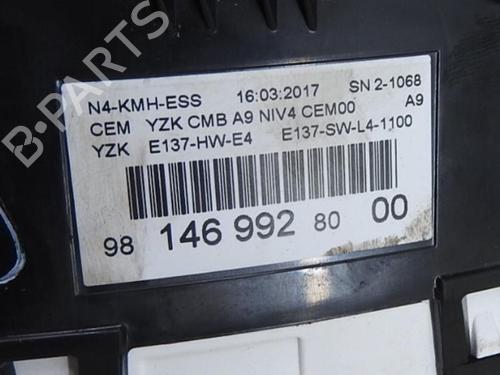 B-PARTS
N4-KMH-ESS 16:03:2017 SN 2-1068
CEM YZK CMB A9 NIV4 CEM00 A9
YZK E137-HW-E4 E137-SW-L4-1100
98 146 992 80 00